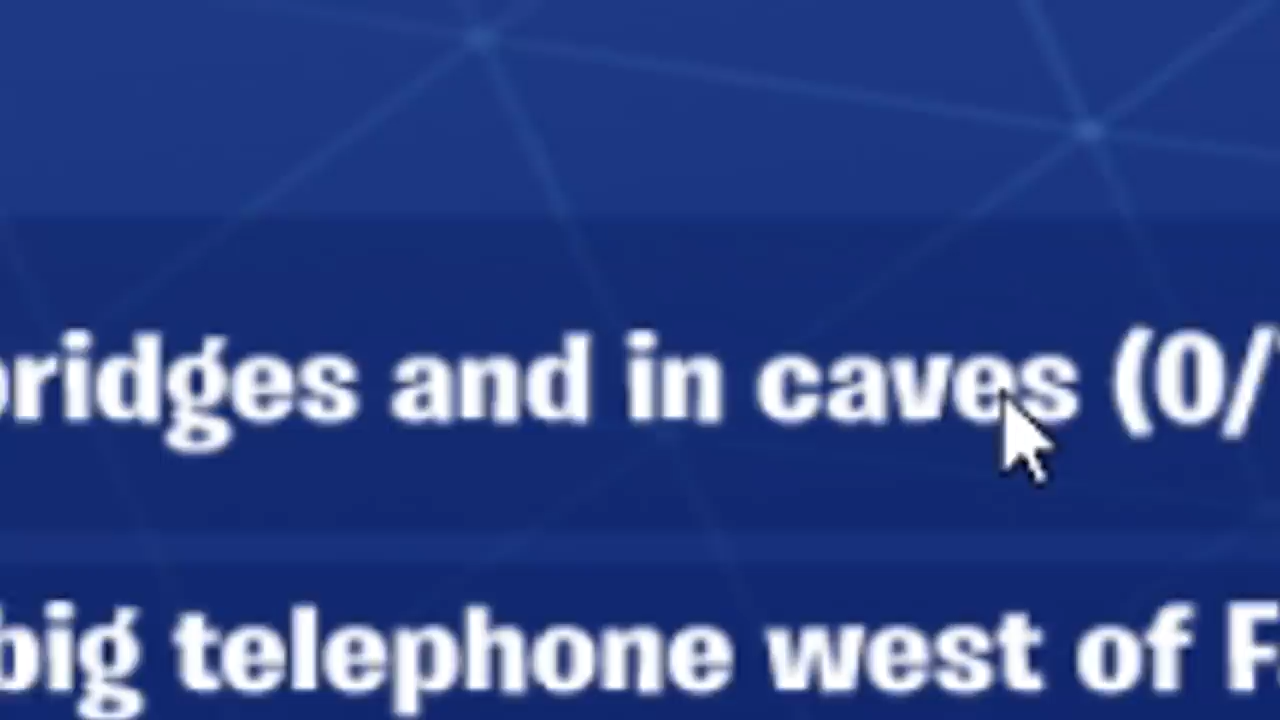 bridges and in caves (0/
big telephone west of F